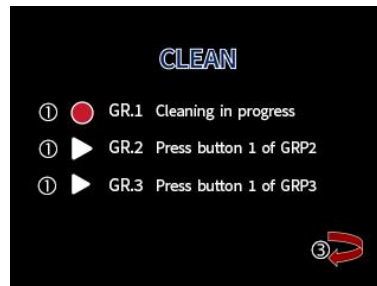 CLEAN
① GR.1 Cleaning in progress
① GR.2 Press button 1 of GRP2
① GR.3 Press button 1 of GRP3
③